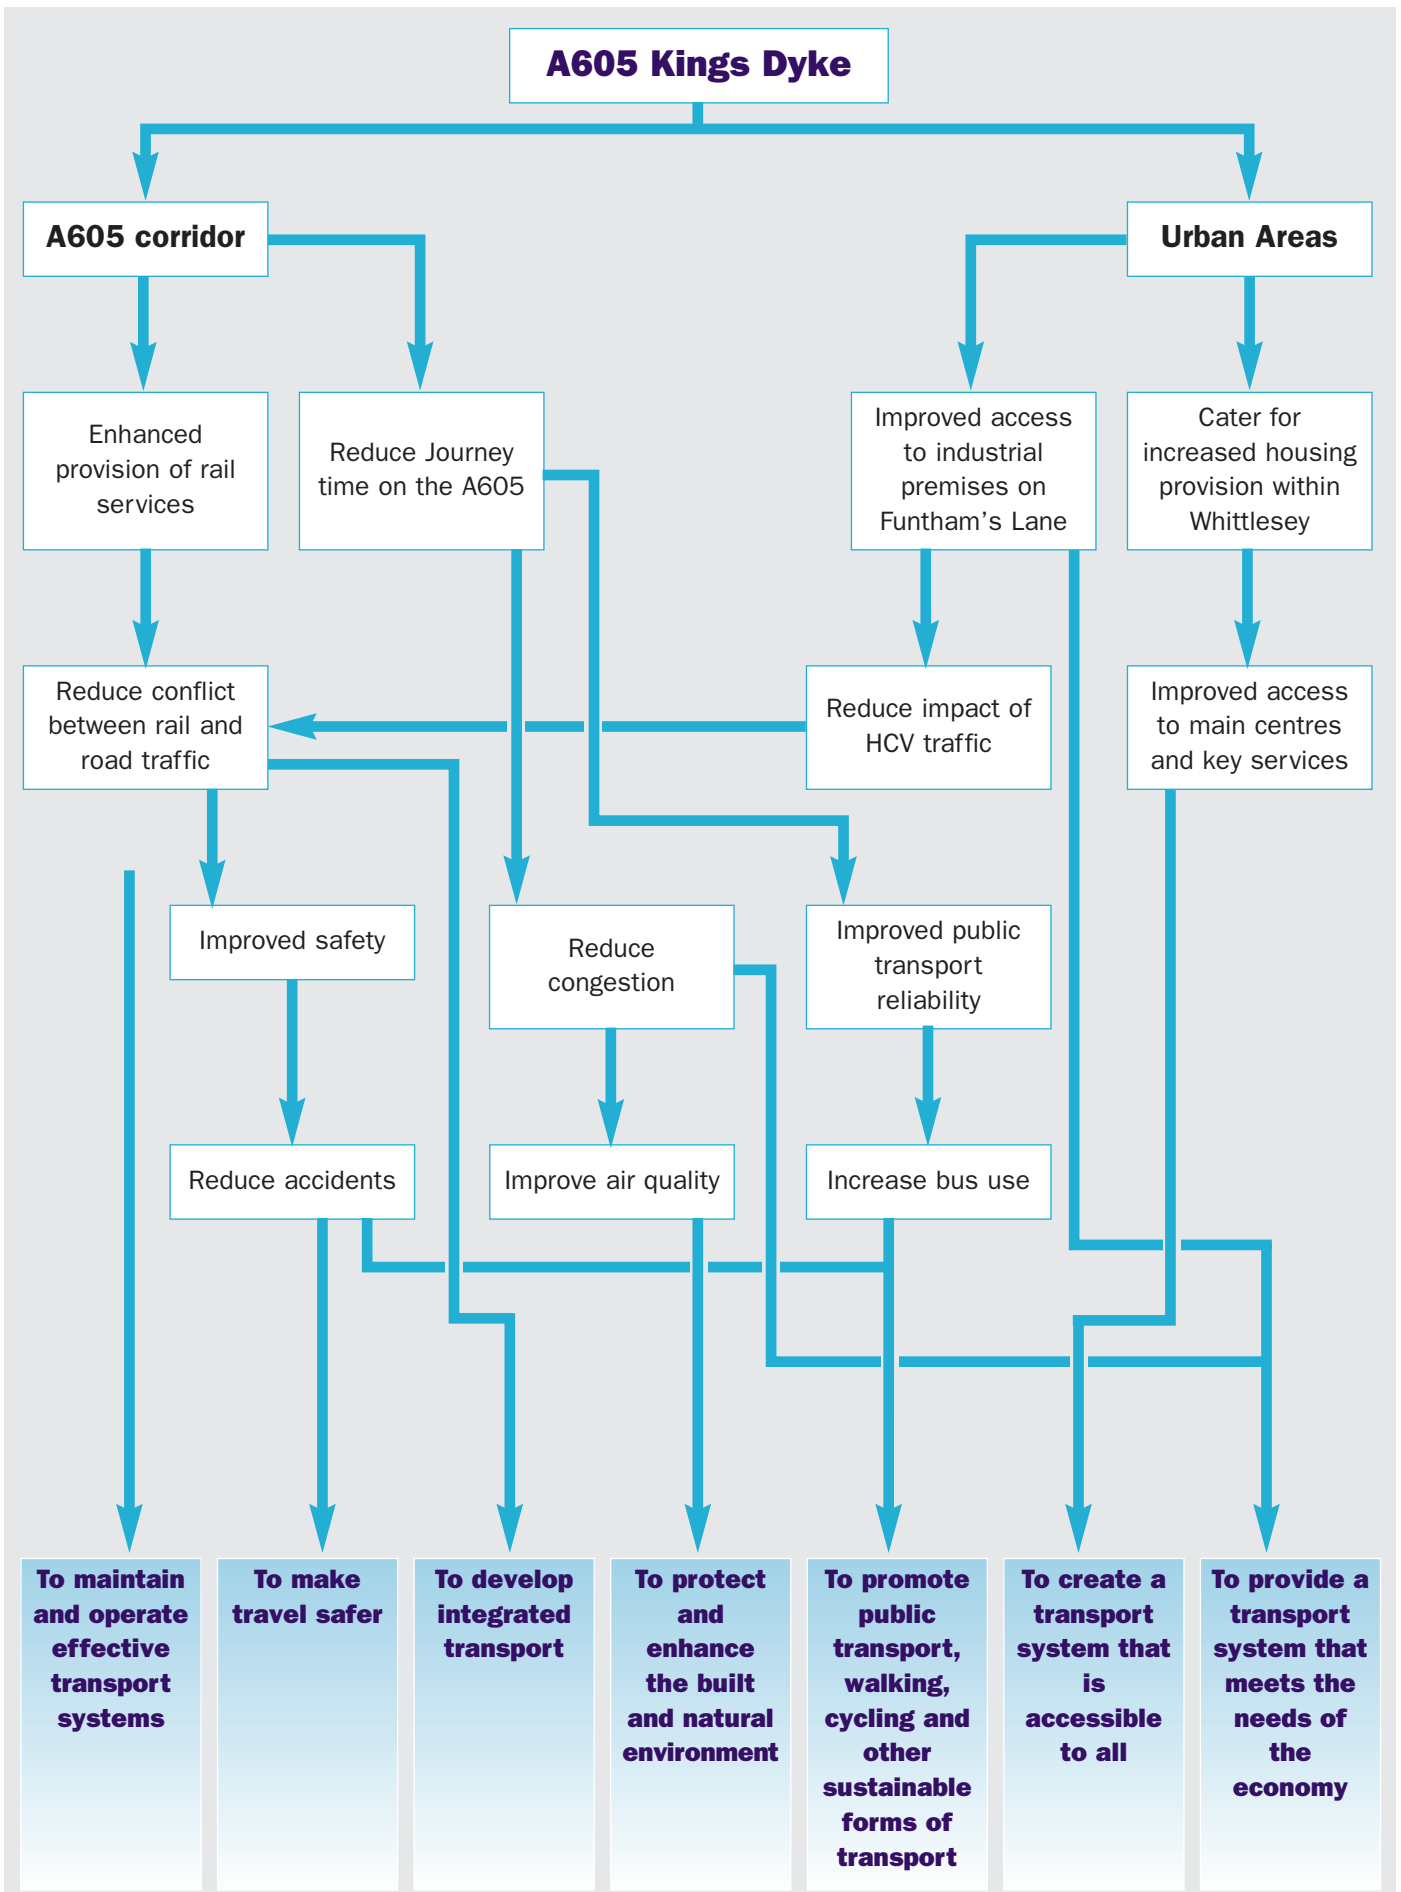 A605 Kings Dyke
A605 corridor
Urban Areas
Enhanced
provision of rail
services
Reduce Journey
time on the A605
Improved access
to industrial
premises on
Funtham's Lane
Cater for
increased housing
provision within
Whittlesey
Reduce conflict
between rail and
road traffic
Reduce impact of
HCV traffic
Improved access
to main centres
and key services
Improved safety
Reduce
congestion
Improved public
transport
reliability
Reduce accidents
Improve air quality
Increase bus use
To maintain
and operate
effective
transport
systems
To make
travel safer
To develop
integrated
transport
To protect
and
enhance
the built
and natural
environment
To promote
public
transport,
walking,
cycling and
other
sustainable
forms of
transport
To create a
transport
system that
is
accessible
to all
To provide a
transport
system that
meets the
needs of
the
economy